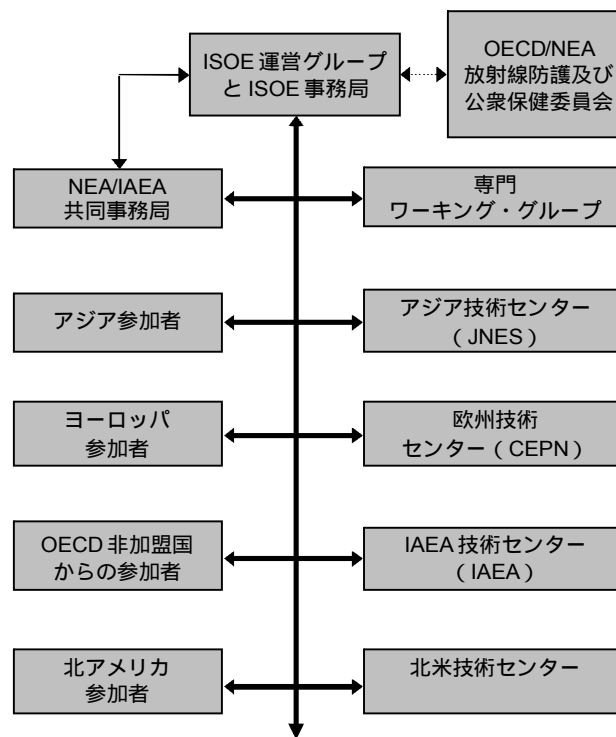 ISOE 運営グループ
と ISOE 事務局
OECD/NEA
放射線防護及び
公衆保健委員会
NEA/IAEA
共同事務局
専門
ワーキング・グループ
アジア参加者
アジア技術センター
（JNES）
ヨーロッパ
参加者
欧州技術
センター（CEPN）
OECD 非加盟国
からの参加者
IAEA 技術センター
（IAEA）
北アメリカ
参加者
北米技術センター